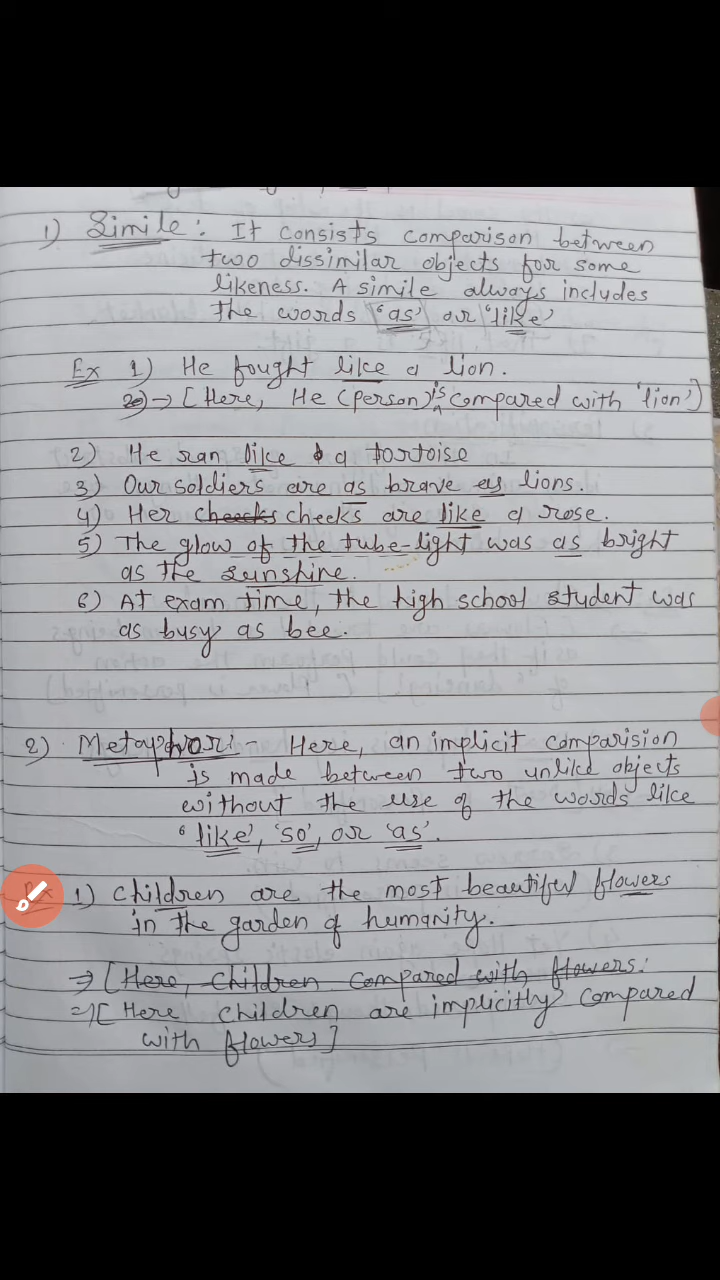 1) Simile: It consists comparison between
two dissimilar objects for some
likeness. A simile always includes
the words 'as' or 'like'
Ex 1) He fought like a lion.
→ [Here, He (person) is compared with 'lion']
2) He ran like a tortoise
3) Our soldiers are as brave as lions.
4) Her cheeks are like a rose.
5) The glow of the tube-light was as bright
as the sunshine.
6) At exam time, the high school student was
as busy as bee.
2) Metaphor:- Here, an implicit comparision
is made between two unlike objects
without the use of the words like
'like', 'so', or 'as'.
Ex 1) Children are the most beautiful flowers
in the garden of humanity.
⇒ [Here, children compared with flowers.
⇒ [Here children are implicitly compared
with flowers]